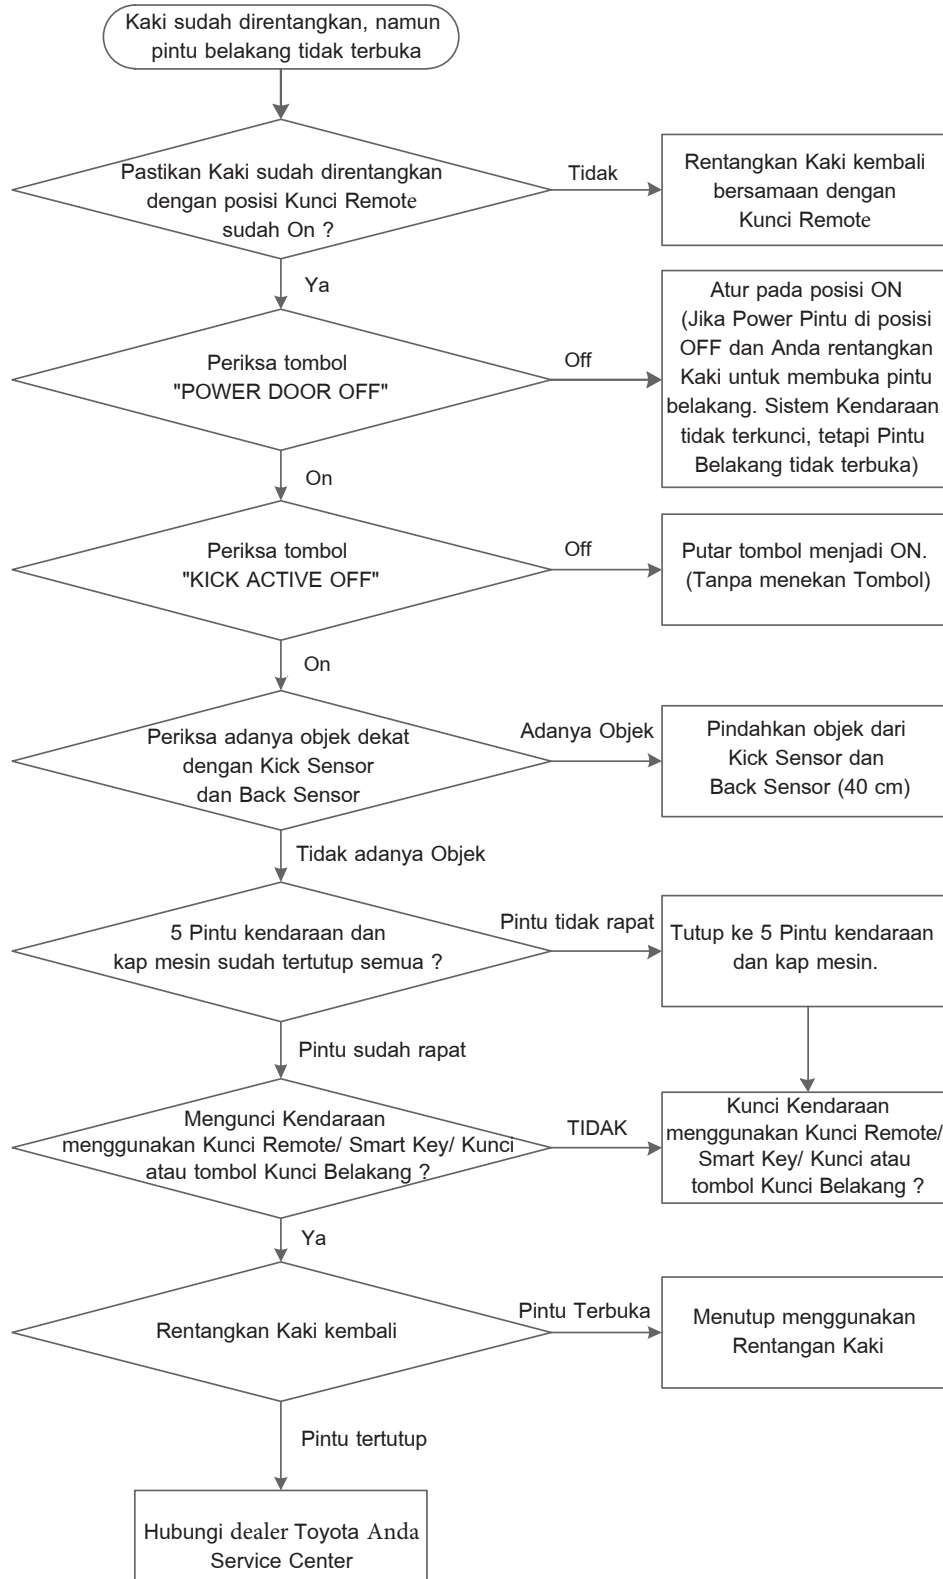 Kaki sudah direntangkan, namun
pintu belakang tidak terbuka
Pastikan Kaki sudah direntangkan
dengan posisi Kunci Remote
sudah On ?
Tidak
Rentangkan Kaki kembali
bersamaan dengan
Kunci Remote
Ya
Periksa tombol
"POWER DOOR OFF"
Off
Atur pada posisi ON
(Jika Power Pintu di posisi
OFF dan Anda rentangkan
Kaki untuk membuka pintu
belakang. Sistem Kendaraan
tidak terkunci, tetapi Pintu
Belakang tidak terbuka)
On
Periksa tombol
"KICK ACTIVE OFF"
Off
Putar tombol menjadi ON.
(Tanpa menekan Tombol)
On
Periksa adanya objek dekat
dengan Kick Sensor
dan Back Sensor
Adanya Objek
Pindahkan objek dari
Kick Sensor dan
Back Sensor (40 cm)
Tidak adanya Objek
5 Pintu kendaraan dan
kap mesin sudah tertutup semua ?
Pintu tidak rapat
Tutup ke 5 Pintu kendaraan
dan kap mesin.
Pintu sudah rapat
Mengunci Kendaraan
menggunakan Kunci Remote/ Smart Key/ Kunci
atau tombol Kunci Belakang ?
TIDAK
Kunci Kendaraan
menggunakan Kunci Remote/
Smart Key/ Kunci atau
tombol Kunci Belakang ?
Ya
Rentangkan Kaki kembali
Pintu Terbuka
Menutup menggunakan
Rentangan Kaki
Pintu tertutup
Hubungi dealer Toyota Anda
Service Center